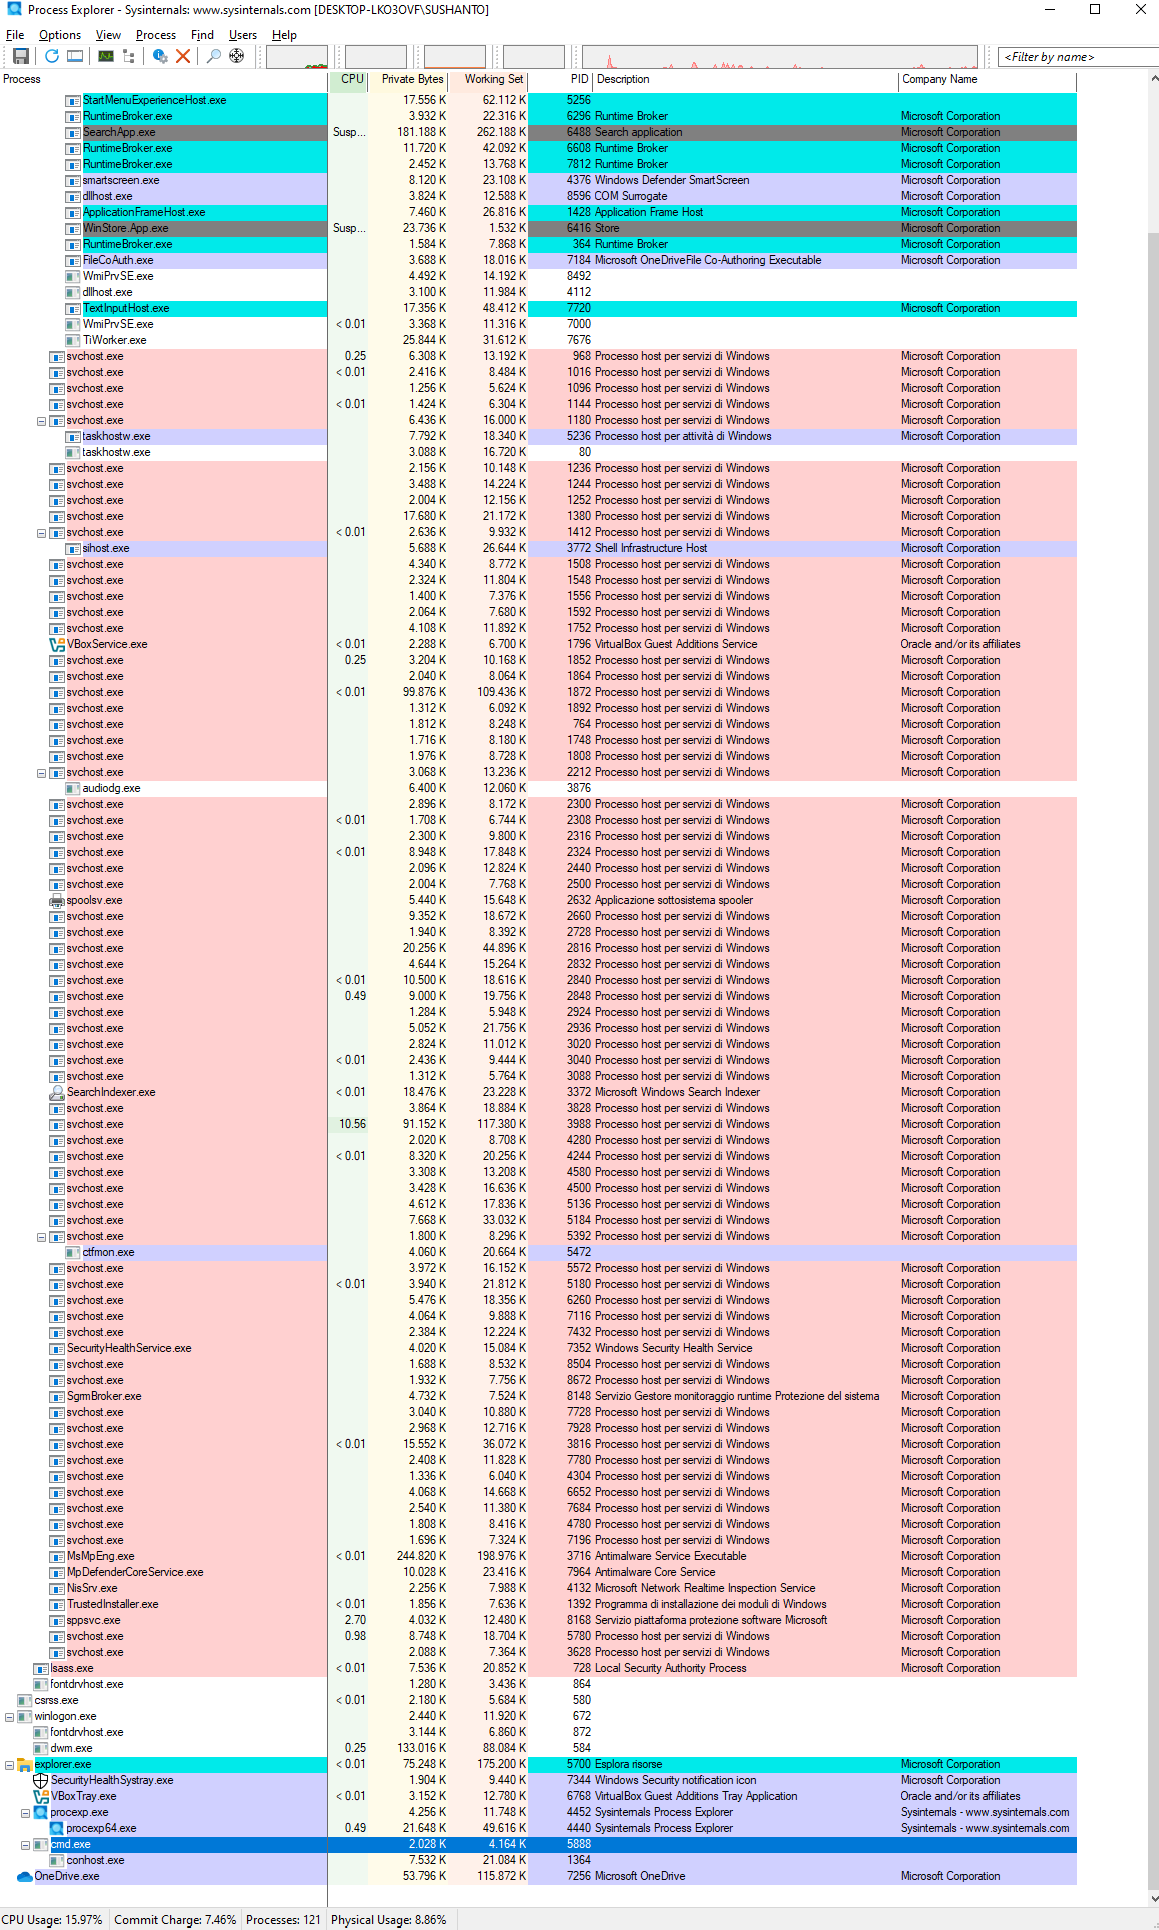 Process Explorer - Sysinternals: www.sysinternals.com [DESKTOP-LKO3OVF\SUSHANTO]
File Options View Process Find Users Help
<Filter by name>
Process CPU Private Bytes Working Set PID Description Company Name
StartMenuExperienceHost.exe 17.556 K 62.112 K 5256
RuntimeBroker.exe 3.932 K 22.316 K 6296 Runtime Broker Microsoft Corporation
SearchApp.exe Susp... 181.188 K 262.188 K 6488 Search application Microsoft Corporation
RuntimeBroker.exe 11.720 K 42.092 K 6608 Runtime Broker Microsoft Corporation
RuntimeBroker.exe 2.452 K 13.768 K 7812 Runtime Broker Microsoft Corporation
smartscreen.exe 8.120 K 23.108 K 4376 Windows Defender SmartScreen Microsoft Corporation
dllhost.exe 3.824 K 12.588 K 8596 COM Surrogate Microsoft Corporation
ApplicationFrameHost.exe 7.460 K 26.816 K 1428 Application Frame Host Microsoft Corporation
WinStore.App.exe Susp... 23.736 K 1.532 K 6416 Store Microsoft Corporation
RuntimeBroker.exe 1.584 K 7.868 K 364 Runtime Broker Microsoft Corporation
FileCoAuth.exe 3.688 K 18.016 K 7184 Microsoft OneDriveFile Co-Authoring Executable Microsoft Corporation
WmiPrvSE.exe 4.492 K 14.192 K 8492
dllhost.exe 3.100 K 11.984 K 4112
TextInputHost.exe 17.356 K 48.412 K 7720 Microsoft Corporation
WmiPrvSE.exe < 0.01 3.368 K 11.316 K 7000
TiWorker.exe 25.844 K 31.612 K 7676
svchost.exe 0.25 6.308 K 13.192 K 968 Processo host per servizi di Windows Microsoft Corporation
svchost.exe < 0.01 2.416 K 8.484 K 1016 Processo host per servizi di Windows Microsoft Corporation
svchost.exe 1.256 K 5.624 K 1096 Processo host per servizi di Windows Microsoft Corporation
svchost.exe < 0.01 1.424 K 6.304 K 1144 Processo host per servizi di Windows Microsoft Corporation
svchost.exe 6.436 K 16.000 K 1180 Processo host per servizi di Windows Microsoft Corporation
taskhostw.exe 7.792 K 18.340 K 5236 Processo host per attività di Windows Microsoft Corporation
taskhostw.exe 3.088 K 16.720 K 80
svchost.exe 2.156 K 10.148 K 1236 Processo host per servizi di Windows Microsoft Corporation
svchost.exe 3.488 K 14.224 K 1244 Processo host per servizi di Windows Microsoft Corporation
svchost.exe 2.004 K 12.156 K 1252 Processo host per servizi di Windows Microsoft Corporation
svchost.exe 17.680 K 21.172 K 1380 Processo host per servizi di Windows Microsoft Corporation
svchost.exe < 0.01 2.636 K 9.932 K 1412 Processo host per servizi di Windows Microsoft Corporation
sihost.exe 5.688 K 26.644 K 3772 Shell Infrastructure Host Microsoft Corporation
svchost.exe 4.340 K 8.772 K 1508 Processo host per servizi di Windows Microsoft Corporation
svchost.exe 2.324 K 11.804 K 1548 Processo host per servizi di Windows Microsoft Corporation
svchost.exe 1.400 K 7.376 K 1556 Processo host per servizi di Windows Microsoft Corporation
svchost.exe 2.064 K 7.680 K 1592 Processo host per servizi di Windows Microsoft Corporation
svchost.exe 4.108 K 11.892 K 1752 Processo host per servizi di Windows Microsoft Corporation
VBoxService.exe < 0.01 2.288 K 6.700 K 1796 VirtualBox Guest Additions Service Oracle and/or its affiliates
svchost.exe 0.25 3.204 K 10.168 K 1852 Processo host per servizi di Windows Microsoft Corporation
svchost.exe 2.040 K 8.064 K 1864 Processo host per servizi di Windows Microsoft Corporation
svchost.exe < 0.01 99.876 K 109.436 K 1872 Processo host per servizi di Windows Microsoft Corporation
svchost.exe 1.312 K 6.092 K 1892 Processo host per servizi di Windows Microsoft Corporation
svchost.exe 1.812 K 8.248 K 764 Processo host per servizi di Windows Microsoft Corporation
svchost.exe 1.716 K 8.180 K 1748 Processo host per servizi di Windows Microsoft Corporation
svchost.exe 1.976 K 8.728 K 1808 Processo host per servizi di Windows Microsoft Corporation
svchost.exe 3.068 K 13.236 K 2212 Processo host per servizi di Windows Microsoft Corporation
audiodg.exe 6.400 K 12.060 K 3876
svchost.exe 2.896 K 8.172 K 2300 Processo host per servizi di Windows Microsoft Corporation
svchost.exe < 0.01 1.708 K 6.744 K 2308 Processo host per servizi di Windows Microsoft Corporation
svchost.exe 2.300 K 9.800 K 2316 Processo host per servizi di Windows Microsoft Corporation
svchost.exe < 0.01 8.948 K 17.848 K 2324 Processo host per servizi di Windows Microsoft Corporation
svchost.exe 2.096 K 12.824 K 2440 Processo host per servizi di Windows Microsoft Corporation
svchost.exe 2.004 K 7.768 K 2500 Processo host per servizi di Windows Microsoft Corporation
spoolsv.exe 5.440 K 15.648 K 2632 Applicazione sottosistema spooler Microsoft Corporation
svchost.exe 9.352 K 18.672 K 2660 Processo host per servizi di Windows Microsoft Corporation
svchost.exe 1.940 K 8.392 K 2728 Processo host per servizi di Windows Microsoft Corporation
svchost.exe 20.256 K 44.896 K 2816 Processo host per servizi di Windows Microsoft Corporation
svchost.exe 4.644 K 15.264 K 2832 Processo host per servizi di Windows Microsoft Corporation
svchost.exe < 0.01 10.500 K 18.616 K 2840 Processo host per servizi di Windows Microsoft Corporation
svchost.exe 0.49 9.000 K 19.756 K 2848 Processo host per servizi di Windows Microsoft Corporation
svchost.exe 1.284 K 5.948 K 2924 Processo host per servizi di Windows Microsoft Corporation
svchost.exe 5.052 K 21.756 K 2936 Processo host per servizi di Windows Microsoft Corporation
svchost.exe 2.824 K 11.012 K 3020 Processo host per servizi di Windows Microsoft Corporation
svchost.exe < 0.01 2.436 K 9.444 K 3040 Processo host per servizi di Windows Microsoft Corporation
svchost.exe 1.312 K 5.764 K 3088 Processo host per servizi di Windows Microsoft Corporation
SearchIndexer.exe < 0.01 18.476 K 23.228 K 3372 Microsoft Windows Search Indexer Microsoft Corporation
svchost.exe 3.864 K 18.884 K 3828 Processo host per servizi di Windows Microsoft Corporation
svchost.exe 10.56 91.152 K 117.380 K 3988 Processo host per servizi di Windows Microsoft Corporation
svchost.exe 2.020 K 8.708 K 4280 Processo host per servizi di Windows Microsoft Corporation
svchost.exe < 0.01 8.320 K 20.256 K 4244 Processo host per servizi di Windows Microsoft Corporation
svchost.exe 3.308 K 13.208 K 4580 Processo host per servizi di Windows Microsoft Corporation
svchost.exe 3.428 K 16.636 K 4500 Processo host per servizi di Windows Microsoft Corporation
svchost.exe 4.612 K 17.836 K 5136 Processo host per servizi di Windows Microsoft Corporation
svchost.exe 7.668 K 33.032 K 5184 Processo host per servizi di Windows Microsoft Corporation
svchost.exe 1.800 K 8.296 K 5392 Processo host per servizi di Windows Microsoft Corporation
ctfmon.exe 4.060 K 20.664 K 5472
svchost.exe 3.972 K 16.152 K 5572 Processo host per servizi di Windows Microsoft Corporation
svchost.exe < 0.01 3.940 K 21.812 K 5180 Processo host per servizi di Windows Microsoft Corporation
svchost.exe 5.476 K 18.356 K 6260 Processo host per servizi di Windows Microsoft Corporation
svchost.exe 4.064 K 9.888 K 7116 Processo host per servizi di Windows Microsoft Corporation
svchost.exe 2.384 K 12.224 K 7432 Processo host per servizi di Windows Microsoft Corporation
SecurityHealthService.exe 4.020 K 15.084 K 7352 Windows Security Health Service Microsoft Corporation
svchost.exe 1.688 K 8.532 K 8504 Processo host per servizi di Windows Microsoft Corporation
svchost.exe 1.932 K 7.756 K 8672 Processo host per servizi di Windows Microsoft Corporation
SgrmBroker.exe 4.732 K 7.524 K 8148 Servizio Gestore monitoraggio runtime Protezione del sistema Microsoft Corporation
svchost.exe 3.040 K 10.880 K 7728 Processo host per servizi di Windows Microsoft Corporation
svchost.exe 2.968 K 12.716 K 7928 Processo host per servizi di Windows Microsoft Corporation
svchost.exe < 0.01 15.552 K 36.072 K 3816 Processo host per servizi di Windows Microsoft Corporation
svchost.exe 2.408 K 11.828 K 7780 Processo host per servizi di Windows Microsoft Corporation
svchost.exe 1.336 K 6.040 K 4304 Processo host per servizi di Windows Microsoft Corporation
svchost.exe 4.068 K 14.668 K 6652 Processo host per servizi di Windows Microsoft Corporation
svchost.exe 2.540 K 11.380 K 7684 Processo host per servizi di Windows Microsoft Corporation
svchost.exe 1.808 K 8.416 K 4780 Processo host per servizi di Windows Microsoft Corporation
svchost.exe 1.696 K 7.324 K 7196 Processo host per servizi di Windows Microsoft Corporation
MsMpEng.exe < 0.01 244.820 K 198.976 K 3716 Antimalware Service Executable Microsoft Corporation
MpDefenderCoreService.exe 10.028 K 23.416 K 7964 Antimalware Core Service Microsoft Corporation
NisSrv.exe 2.256 K 7.988 K 4132 Microsoft Network Realtime Inspection Service Microsoft Corporation
TrustedInstaller.exe < 0.01 1.856 K 7.636 K 1392 Programma di installazione dei moduli di Windows Microsoft Corporation
sppsvc.exe 2.70 4.032 K 12.480 K 8168 Servizio piattaforma protezione software Microsoft Microsoft Corporation
svchost.exe 0.98 8.748 K 18.704 K 5780 Processo host per servizi di Windows Microsoft Corporation
svchost.exe 2.088 K 7.364 K 3628 Processo host per servizi di Windows Microsoft Corporation
lsass.exe < 0.01 7.536 K 20.852 K 728 Local Security Authority Process Microsoft Corporation
fontdrvhost.exe 1.280 K 3.436 K 864
csrss.exe < 0.01 2.180 K 5.684 K 580
winlogon.exe 2.440 K 11.920 K 672
fontdrvhost.exe 3.144 K 6.860 K 872
dwm.exe 0.25 133.016 K 88.084 K 584
explorer.exe < 0.01 75.248 K 175.200 K 5700 Esplora risorse Microsoft Corporation
SecurityHealthSystray.exe 1.904 K 9.440 K 7344 Windows Security notification icon Microsoft Corporation
VBoxTray.exe < 0.01 3.152 K 12.780 K 6768 VirtualBox Guest Additions Tray Application Oracle and/or its affiliates
procexp.exe 4.256 K 11.748 K 4452 Sysinternals Process Explorer Sysinternals - www.sysinternals.com
procexp64.exe 0.49 21.648 K 49.616 K 4440 Sysinternals Process Explorer Sysinternals - www.sysinternals.com
cmd.exe 2.028 K 4.164 K 5888
conhost.exe 7.532 K 21.084 K 1364
OneDrive.exe 53.796 K 115.872 K 7256 Microsoft OneDrive Microsoft Corporation
CPU Usage: 15.97% Commit Charge: 7.46% Processes: 121 Physical Usage: 8.86%